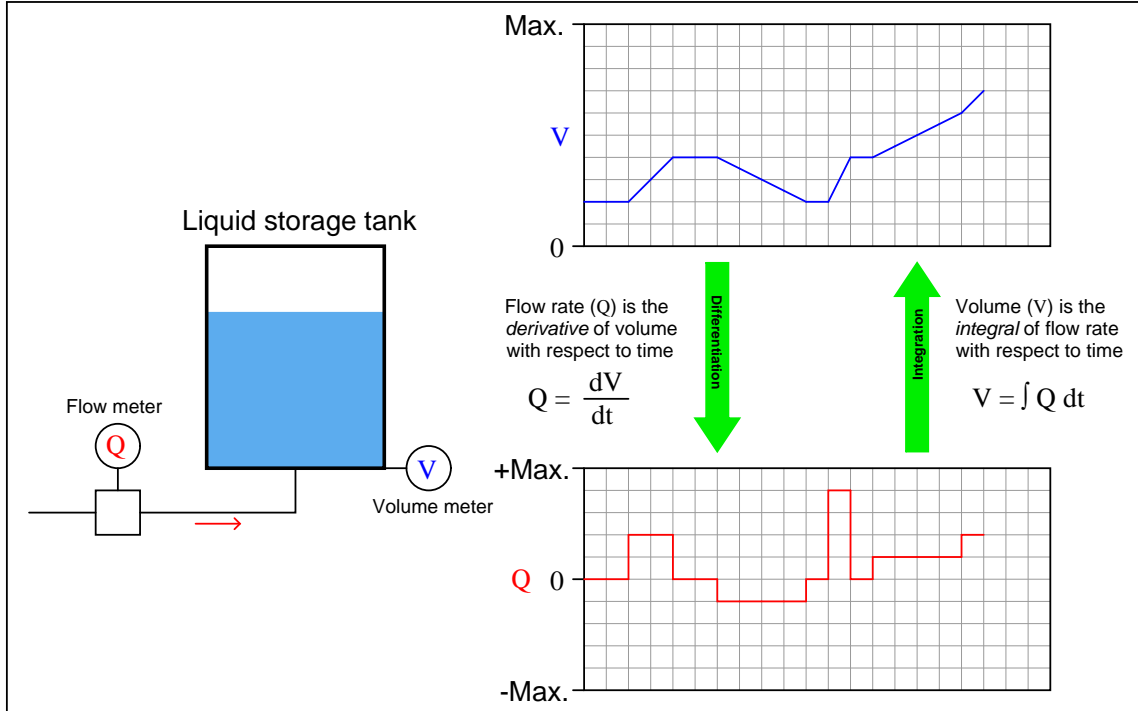 Max.
V
0
Liquid storage tank
Flow meter
Q
V
Volume meter
Flow rate (Q) is the
derivative of volume
with respect to time
Q = dV
dt
Differentiation
Integration
Volume (V) is the
integral of flow rate
with respect to time
V = ∫ Q dt
+Max.
Q 0
-Max.